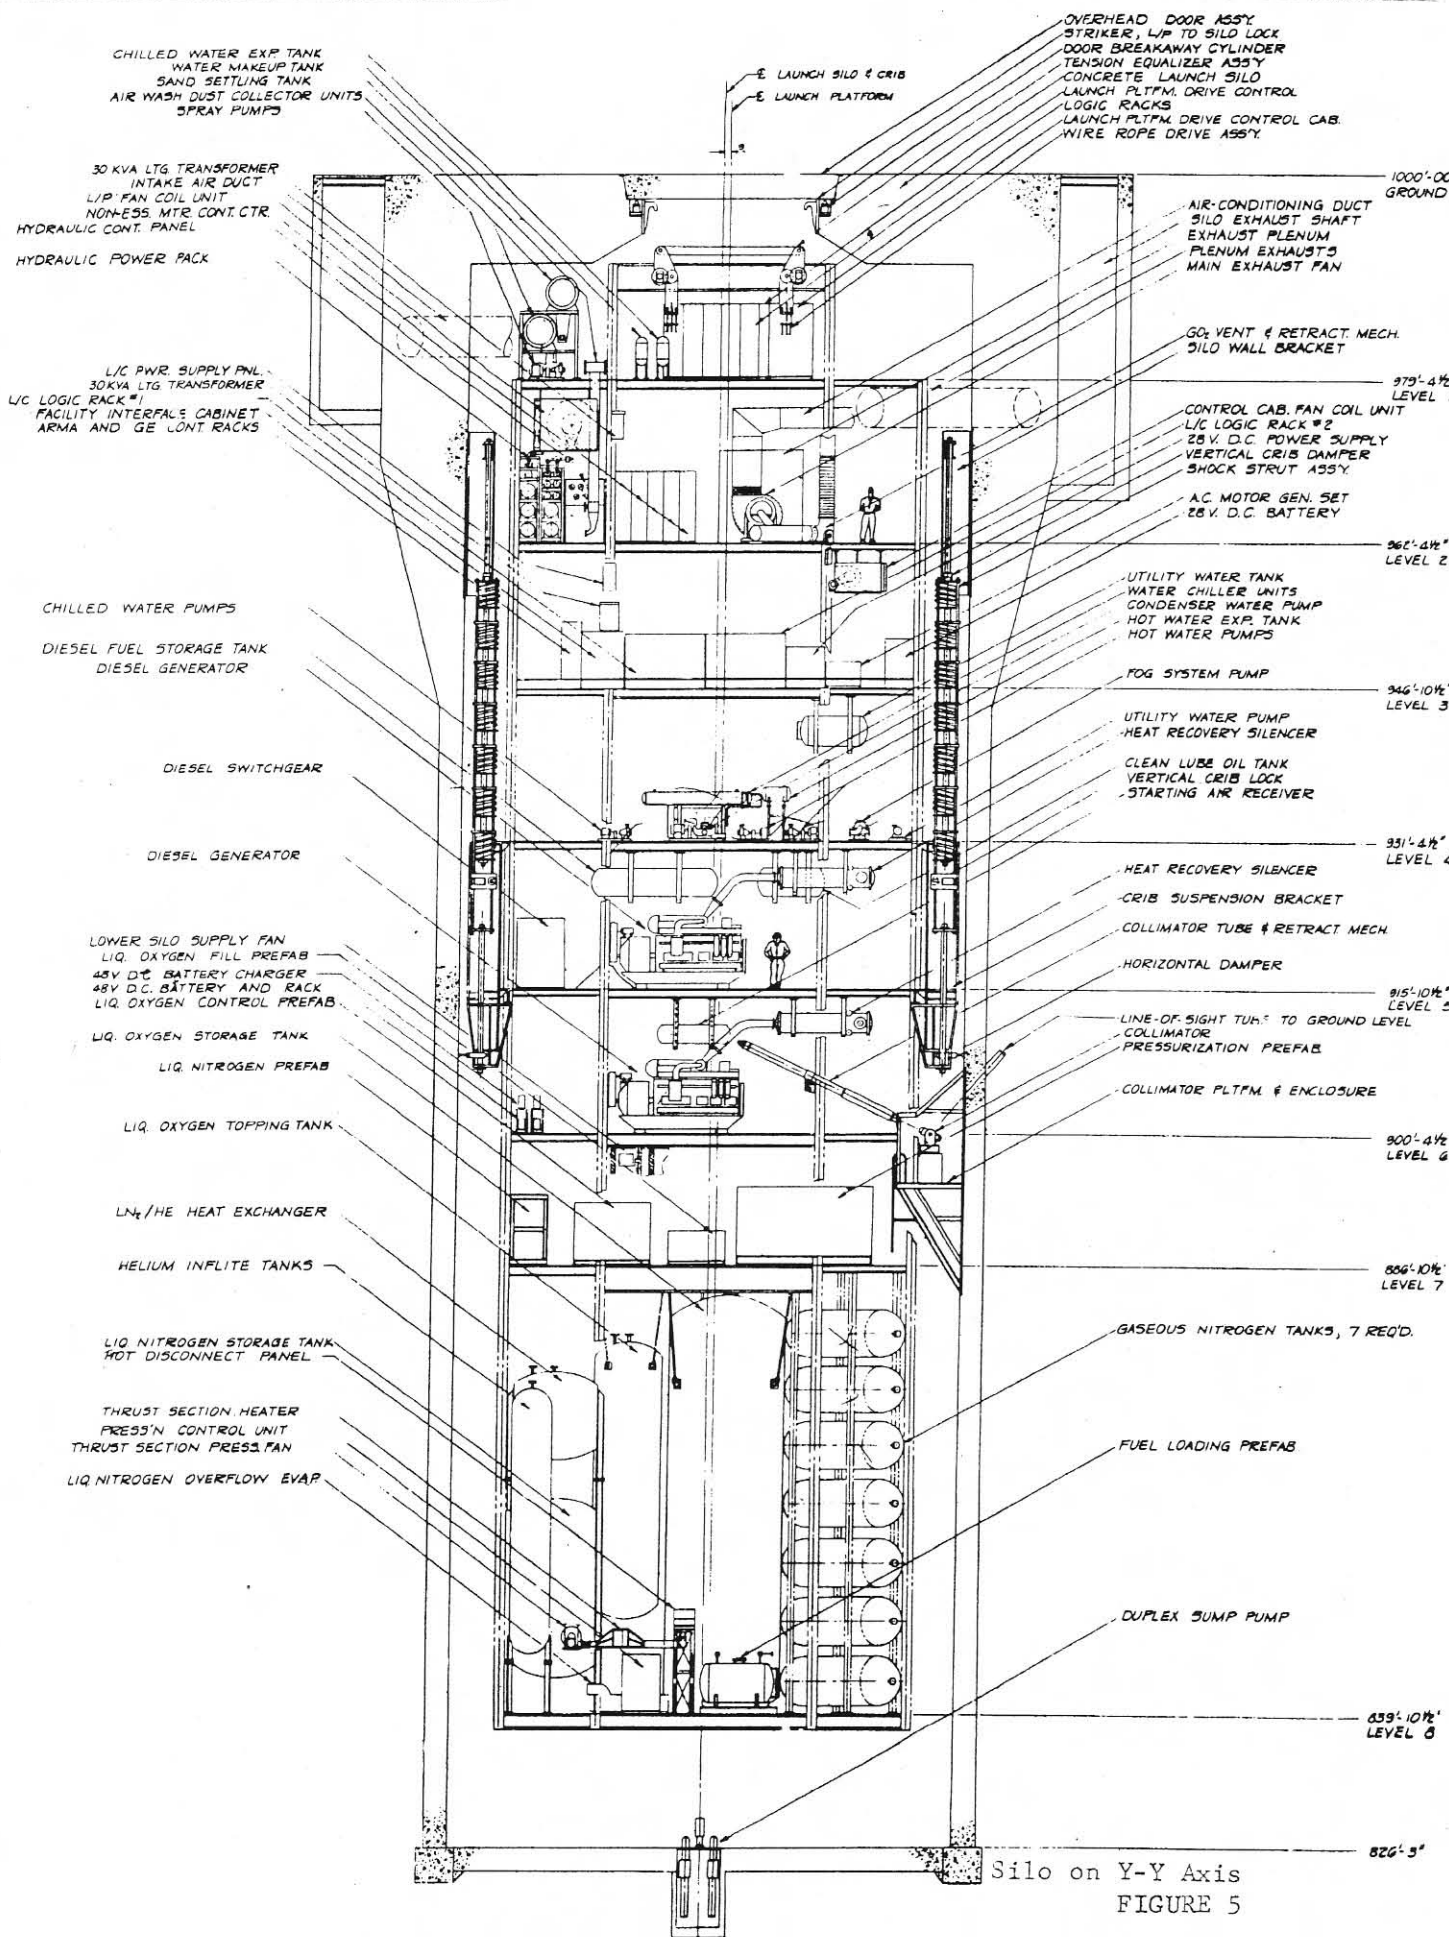 CHILLED WATER EXP. TANK
WATER MAKEUP TANK
SAND SETTLING TANK
AIR WASH DUST COLLECTOR UNITS
SPRAY PUMPS
30 KVA LTG. TRANSFORMER
INTAKE AIR DUCT
L/P FAN COIL UNIT
NON-ESS. MTR. CONT. CTR.
HYDRAULIC CONT. PANEL
HYDRAULIC POWER PACK
L/C PWR. SUPPLY PNL.
30 KVA LTG. TRANSFORMER
L/C LOGIC RACK #1
FACILITY INTERFACE CABINET
ARMA AND GE CONT. RACKS
CHILLED WATER PUMPS
DIESEL FUEL STORAGE TANK
DIESEL GENERATOR
DIESEL SWITCHGEAR
DIESEL GENERATOR
LOWER SILO SUPPLY FAN
LIQ. OXYGEN FILL PREFAB
48V DC BATTERY CHARGER
48V D.C. BATTERY AND RACK
LIQ. OXYGEN CONTROL PREFAB
LIQ. OXYGEN STORAGE TANK
LIQ. NITROGEN PREFAB
LIQ. OXYGEN TOPPING TANK
LN₂/HE HEAT EXCHANGER
HELIUM INFLITE TANKS
LIQ. NITROGEN STORAGE TANK
HOT DISCONNECT PANEL
THRUST SECTION HEATER
PRESS'N CONTROL UNIT
THRUST SECTION PRESS. FAN
LIQ. NITROGEN OVERFLOW EVAP.
℄ LAUNCH SILO & CRIB
℄ LAUNCH PLATFORM
OVERHEAD DOOR ASS'Y.
STRIKER, L/P TO SILO LOCK
DOOR BREAKAWAY CYLINDER
TENSION EQUALIZER ASS'Y
CONCRETE LAUNCH SILO
LAUNCH PLTFM. DRIVE CONTROL
LOGIC RACKS
LAUNCH PLTFM. DRIVE CONTROL CAB.
WIRE ROPE DRIVE ASS'Y.
1000'-00
GROUND
AIR-CONDITIONING DUCT
SILO EXHAUST SHAFT
EXHAUST PLENUM
PLENUM EXHAUSTS
MAIN EXHAUST FAN
GO₂ VENT & RETRACT. MECH.
SILO WALL BRACKET
979'-4½"
LEVEL
CONTROL CAB. FAN COIL UNIT
L/C LOGIC RACK #2
28 V. D.C. POWER SUPPLY
VERTICAL CRIB DAMPER
SHOCK STRUT ASS'Y.
A.C. MOTOR GEN. SET
28 V. D.C. BATTERY
962'-4½"
LEVEL 2
UTILITY WATER TANK
WATER CHILLER UNITS
CONDENSER WATER PUMP
HOT WATER EXP. TANK
HOT WATER PUMPS
FOG SYSTEM PUMP
946'-10½"
LEVEL 3
UTILITY WATER PUMP
HEAT RECOVERY SILENCER
CLEAN LUBE OIL TANK
VERTICAL CRIB LOCK
STARTING AIR RECEIVER
931'-4½"
LEVEL 4
HEAT RECOVERY SILENCER
CRIB SUSPENSION BRACKET
COLLIMATOR TUBE & RETRACT MECH.
HORIZONTAL DAMPER
915'-10½"
LEVEL 5
LINE-OF-SIGHT TUBE TO GROUND LEVEL
COLLIMATOR
PRESSURIZATION PREFAB
COLLIMATOR PLTFM. & ENCLOSURE
900'-4½
LEVEL 6
886'-10½"
LEVEL 7
GASEOUS NITROGEN TANKS, 7 REQ'D.
FUEL LOADING PREFAB
DUPLEX SUMP PUMP
839'-10½"
LEVEL 8
826'-3"
Silo on Y-Y Axis
FIGURE 5